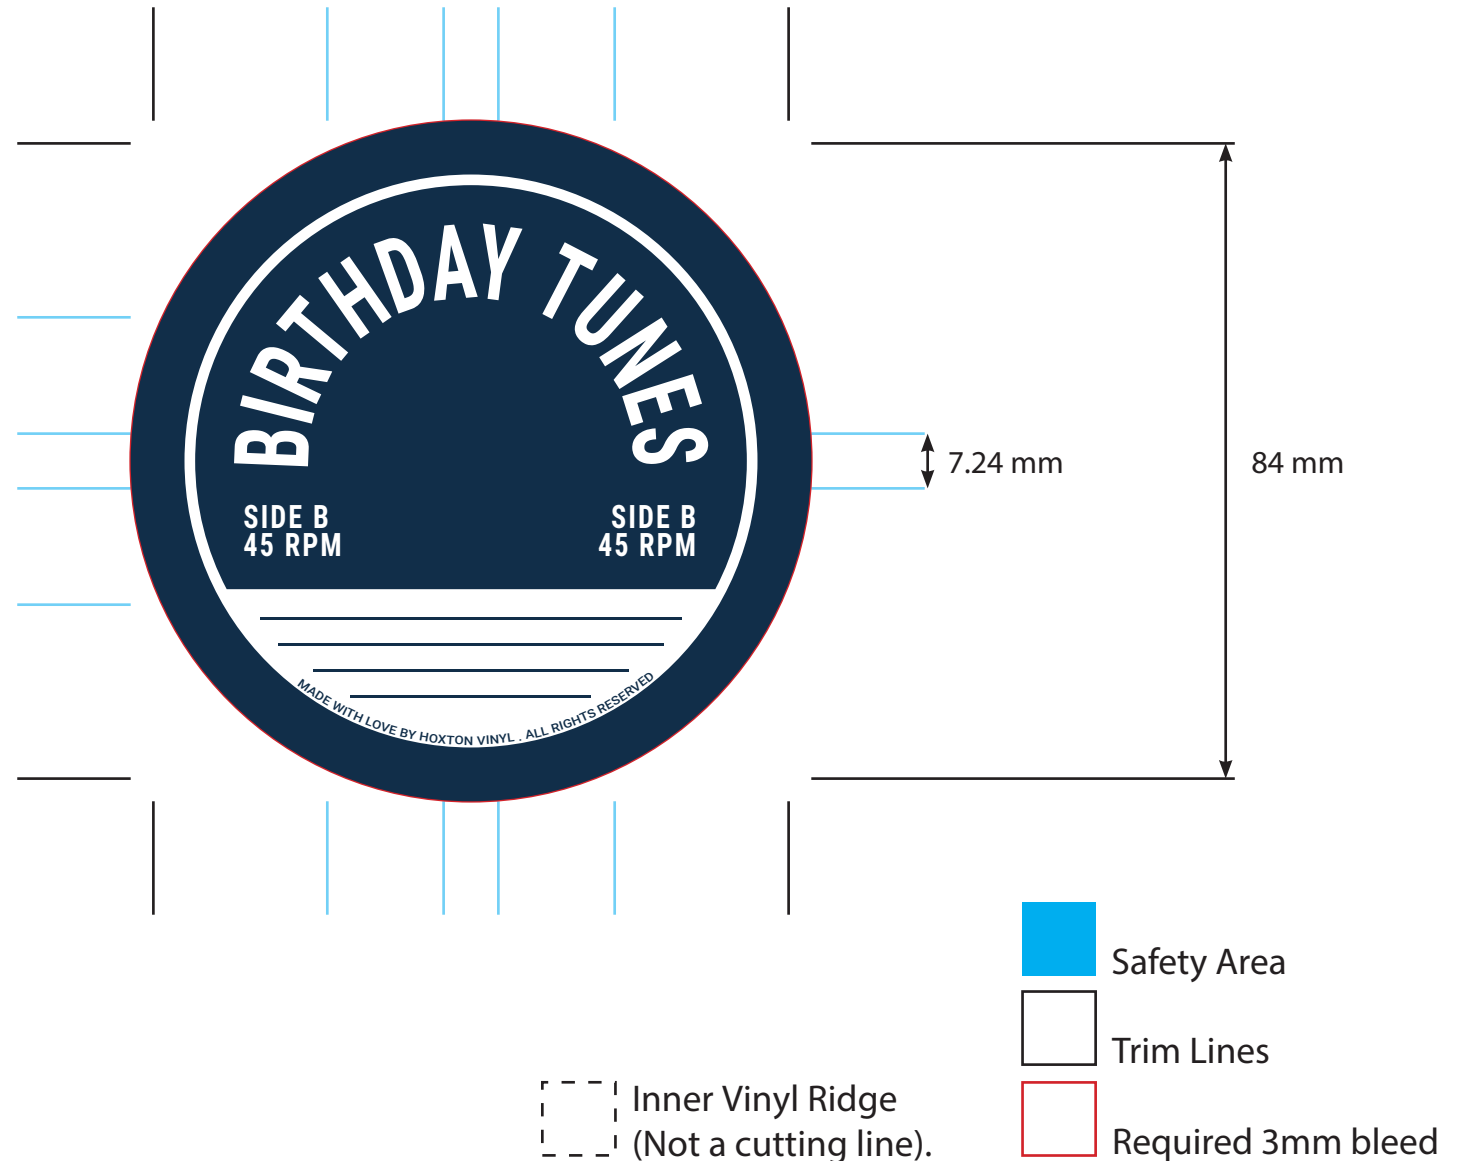 BIRTHDAY TUNES
7.24 mm
84 mm
SIDE B
45 RPM
SIDE B
45 RPM
MADE WITH LOVE BY HOXTON VINYL . ALL RIGHTS RESERVED
Safety Area
Trim Lines
Inner Vinyl Ridge
(Not a cutting line).
Required 3mm bleed